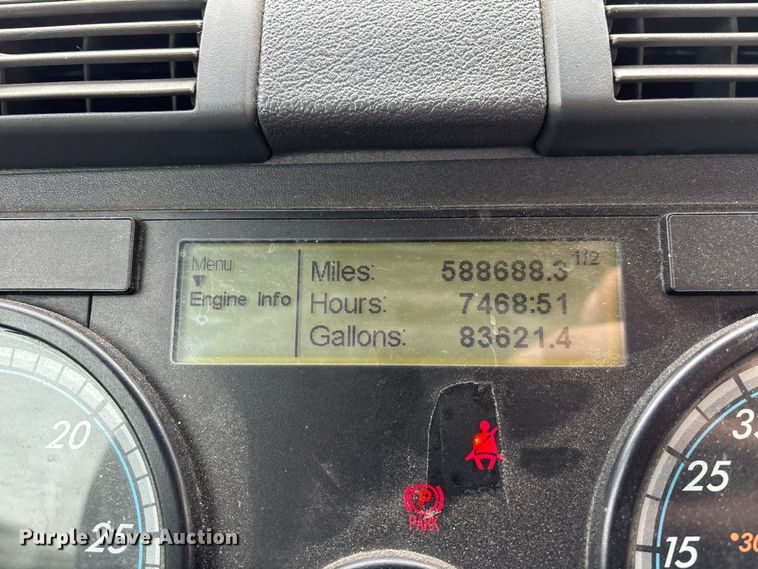 Menu
1/2
Miles: 588688.3
Engine Info
Hours: 7468:51
Gallons: 83621.4
20
25
P
PARK
25
15
Purple Wave Auction